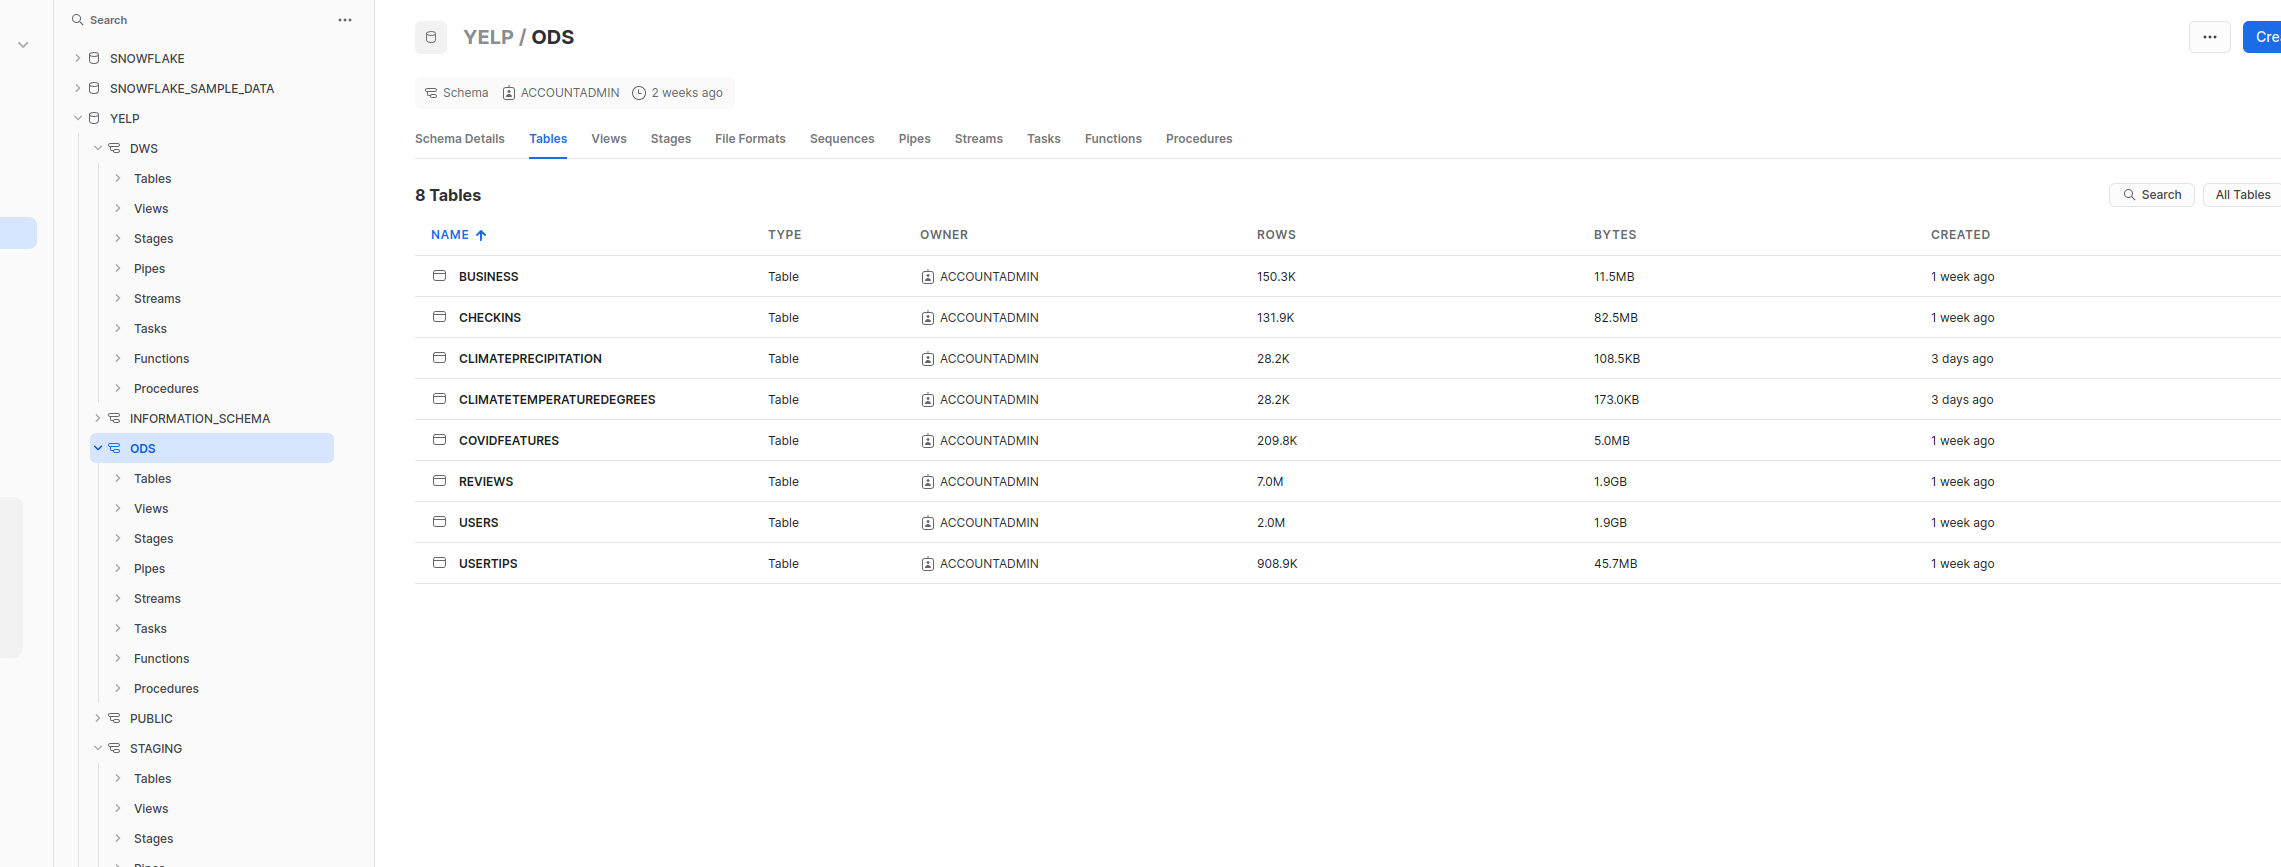 Search
SNOWFLAKE
SNOWFLAKE_SAMPLE_DATA
YELP
DWS
Tables
Views
Stages
Pipes
Streams
Tasks
Functions
Procedures
INFORMATION_SCHEMA
ODS
Tables
Views
Stages
Pipes
Streams
Tasks
Functions
Procedures
PUBLIC
STAGING
Tables
Views
Stages
Pipes
YELP / ODS
Cre
Schema ACCOUNTADMIN 2 weeks ago
Schema Details Tables Views Stages File Formats Sequences Pipes Streams Tasks Functions Procedures
8 Tables Search All Tables
NAME TYPE OWNER ROWS BYTES CREATED
BUSINESS Table ACCOUNTADMIN 150.3K 11.5MB 1 week ago
CHECKINS Table ACCOUNTADMIN 131.9K 82.5MB 1 week ago
CLIMATEPRECIPITATION Table ACCOUNTADMIN 28.2K 108.5KB 3 days ago
CLIMATETEMPERATUREDEGREES Table ACCOUNTADMIN 28.2K 173.0KB 3 days ago
COVIDFEATURES Table ACCOUNTADMIN 209.8K 5.0MB 1 week ago
REVIEWS Table ACCOUNTADMIN 7.0M 1.9GB 1 week ago
USERS Table ACCOUNTADMIN 2.0M 1.9GB 1 week ago
USERTIPS Table ACCOUNTADMIN 908.9K 45.7MB 1 week ago